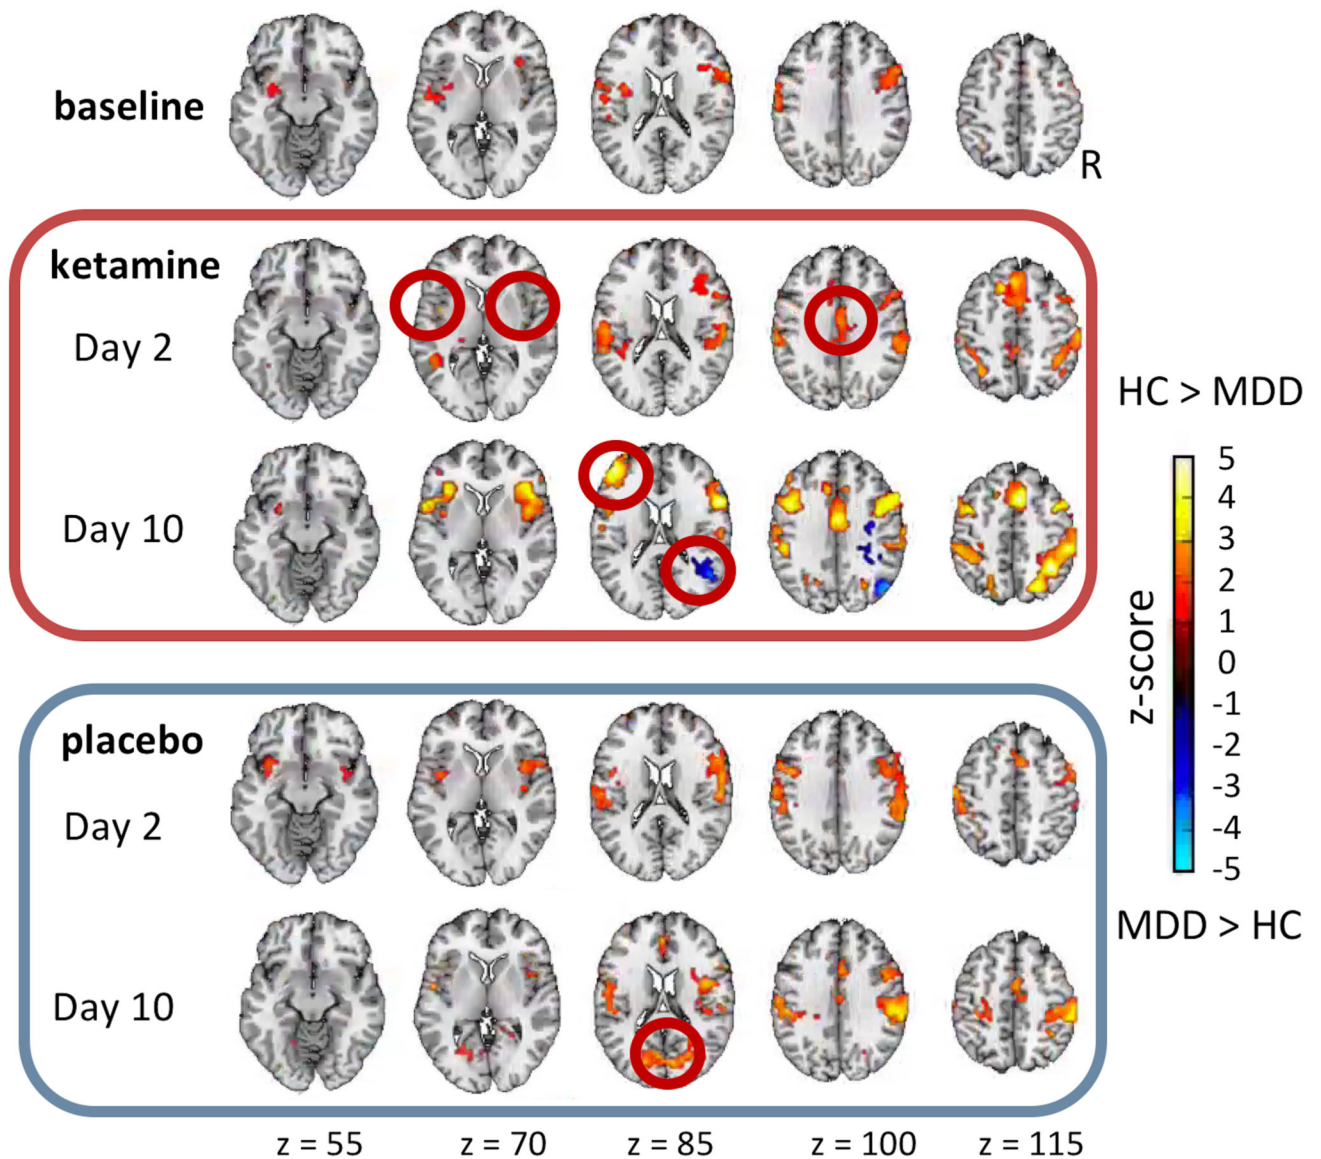 baseline
R
ketamine
Day 2
Day 10
HC > MDD
z-score
5
4
3
2
1
0
-1
-2
-3
-4
-5
MDD > HC
placebo
Day 2
Day 10
z = 55
z = 70
z = 85
z = 100
z = 115